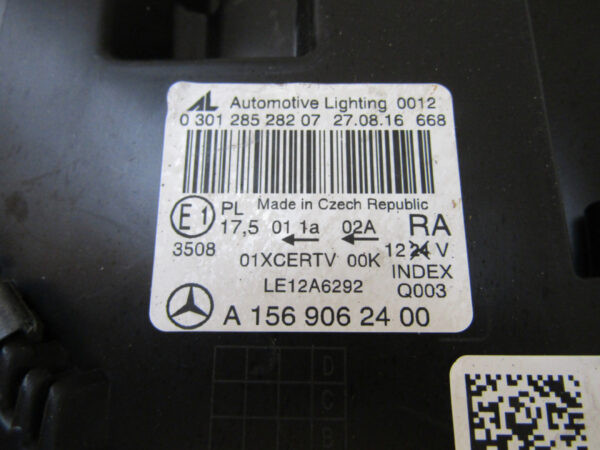 AL Automotive Lighting 0012
0 301 285 282 07 27.08.16 668
Made in Czech Republic
E1 PL 17,5 01 1a 02A RA
3508
01XCERTV 00K 12 24 V
LE12A6292 INDEX Q003
A 156 906 24 00
D
C
B